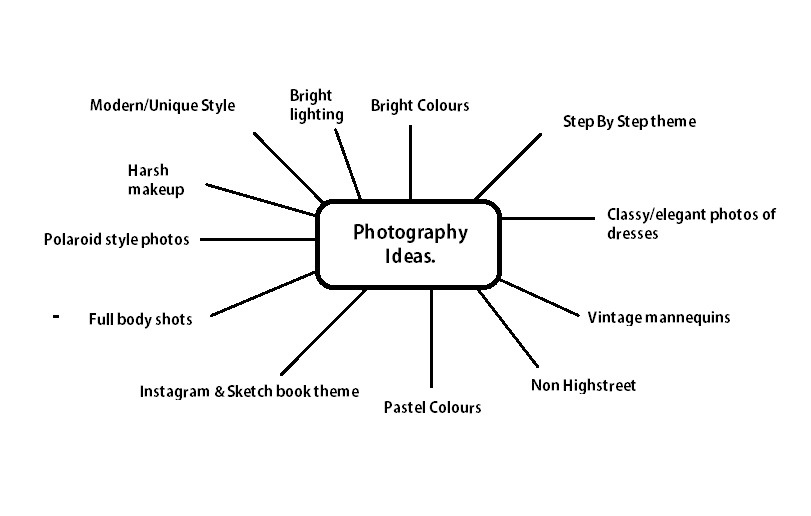 Bright
lighting
Bright Colours
Modern/Unique Style
Step By Step theme
Harsh
makeup
Classy/elegant photos of
dresses
Photography
Ideas.
Polaroid style photos
- Full body shots
Vintage mannequins
Instagram & Sketch book theme
Non Highstreet
Pastel Colours